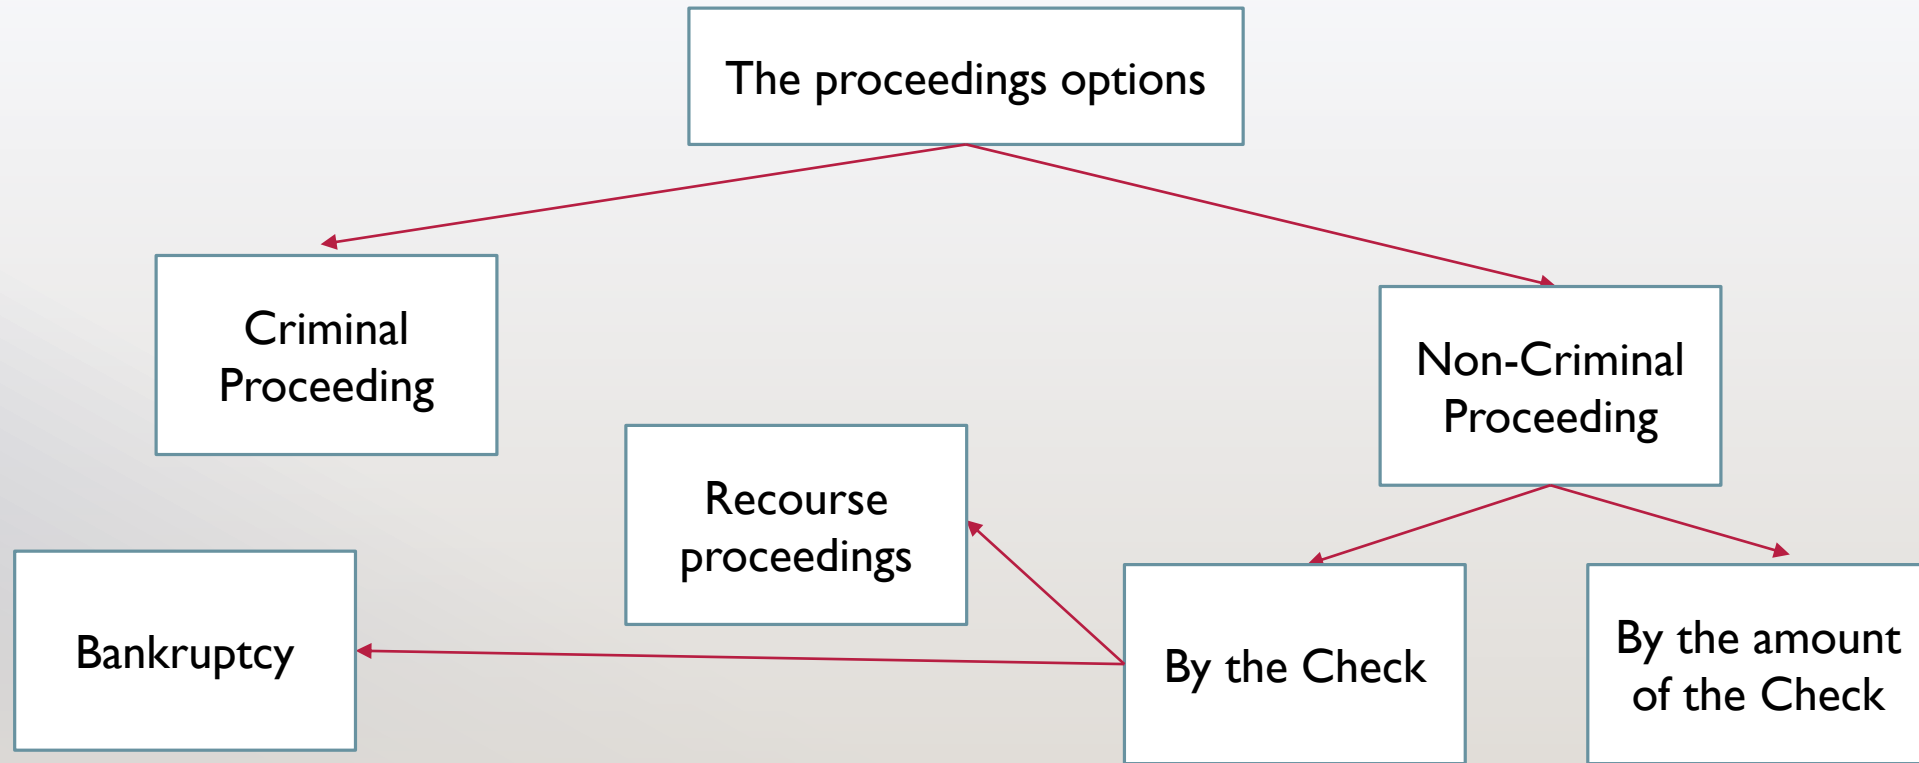 The proceedings options
Criminal
Proceeding
Non-Criminal
Proceeding
Recourse
proceedings
Bankruptcy
By the Check
By the amount
of the Check